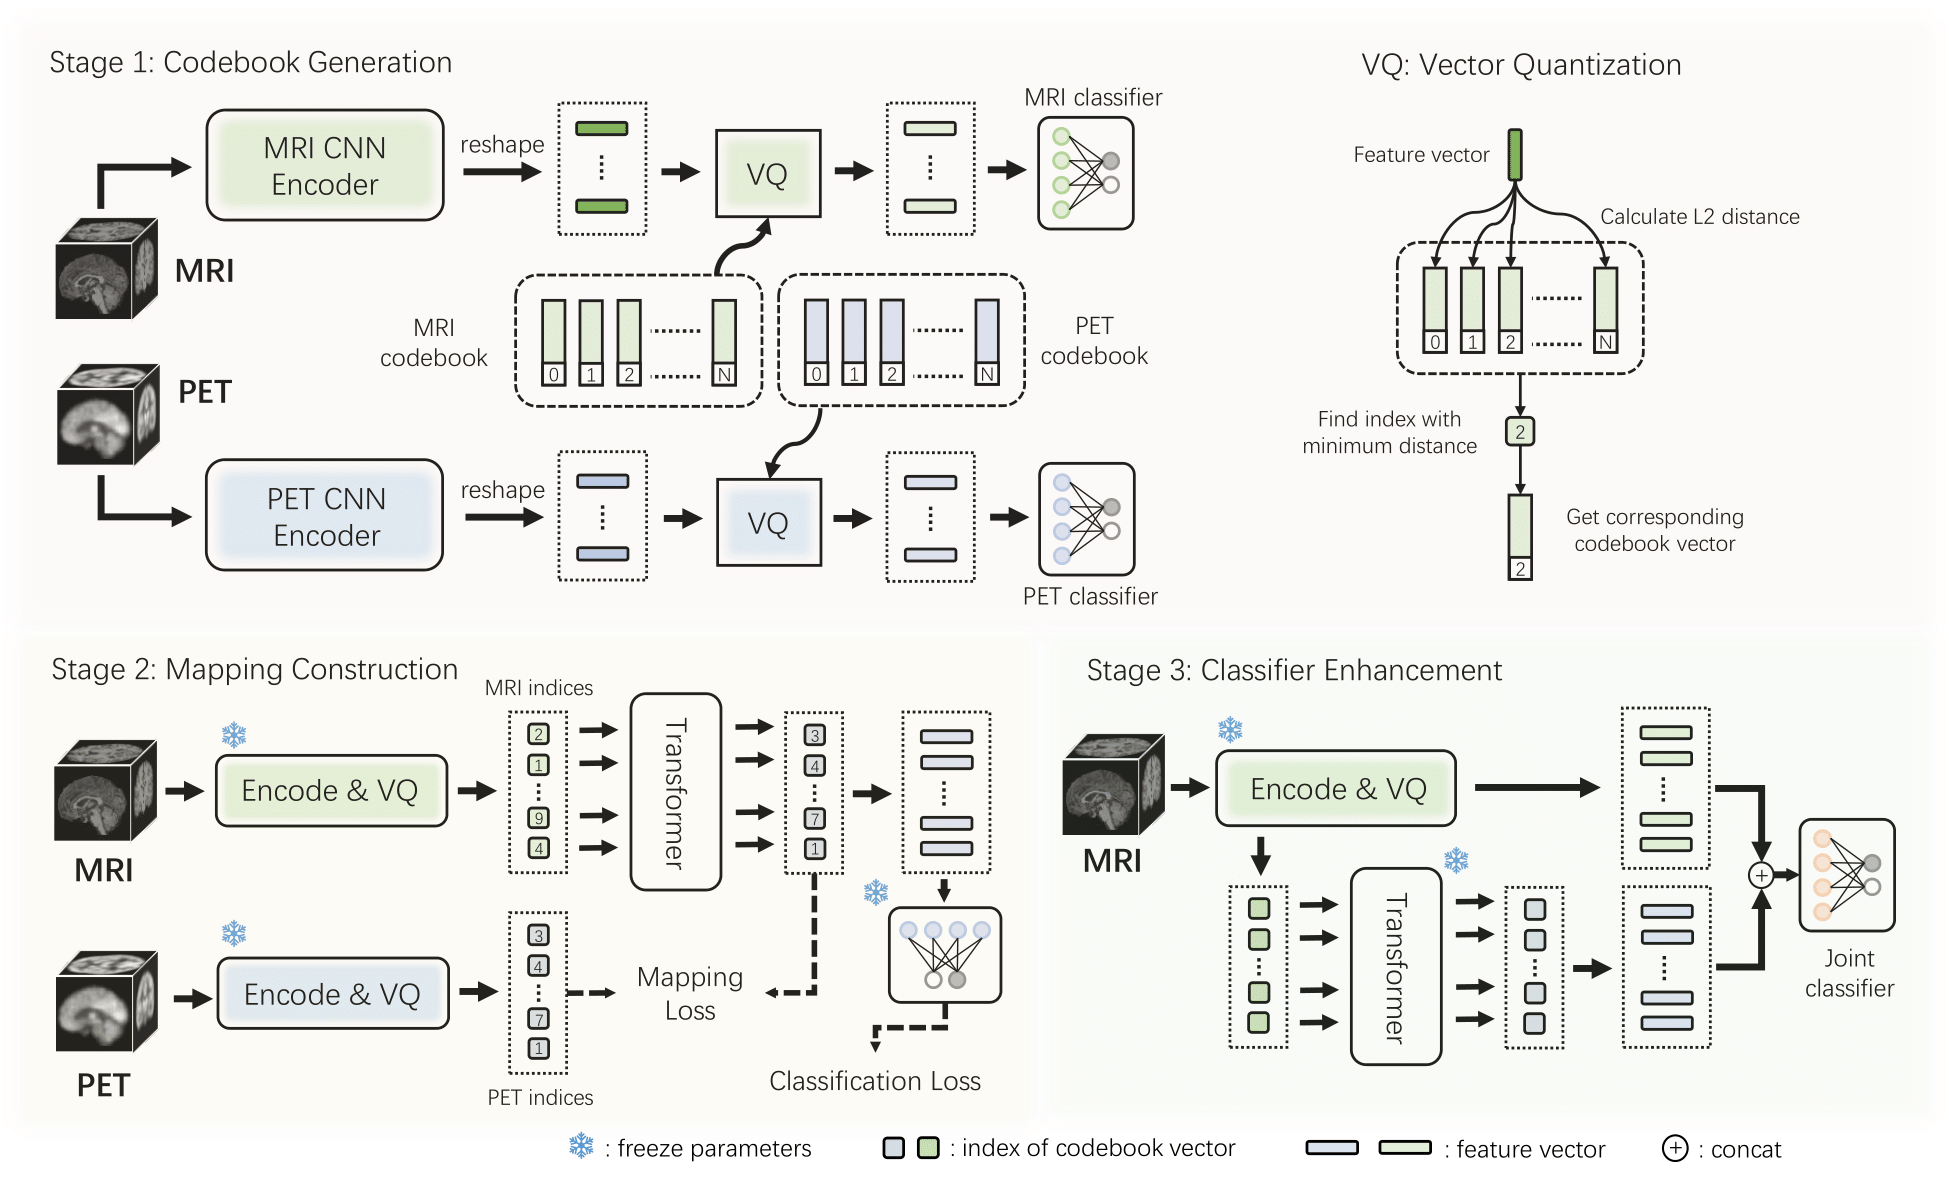 Stage 1: Codebook Generation
VQ: Vector Quantization
MRI CNN
Encoder
reshape
VQ
MRI classifier
MRI
MRI
codebook
0 1 2 N
0 1 2 N
PET
codebook
PET
PET CNN
Encoder
reshape
VQ
PET classifier
Feature vector
Calculate L2 distance
0 1 2 N
Find index with
minimum distance
2
Get corresponding
codebook vector
2
Stage 2: Mapping Construction
MRI indices
MRI
Encode & VQ
2
1
9
4
Transformer
3
4
7
1
PET
Encode & VQ
3
4
7
1
PET indices
Mapping
Loss
Classification Loss
Stage 3: Classifier Enhancement
MRI
Encode & VQ
Transformer
+
Joint
classifier
: freeze parameters
: index of codebook vector
: feature vector
+ : concat